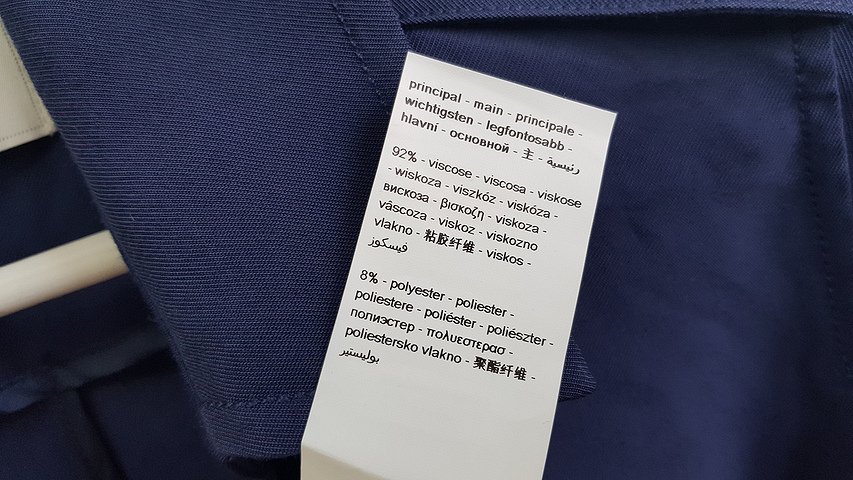 principal - main - principale -
wichtigsten - legfontosabb -
hlavní - основной - 主 - رئيسية
92% - viscose - viscosa - viskose
- wiskoza - viszkóz - viskóza -
вискоза - βισκοζη - viskoza -
vâscoza - viskoz - viskozno
vlakno - 粘胶纤维 - viskos -
فيسكوز
8% - polyester - poliester -
poliestere - poliéster - poliészter -
полиэстер - πολυεστερασ -
poliestersko vlakno - 聚酯纤维 -
بوليستير